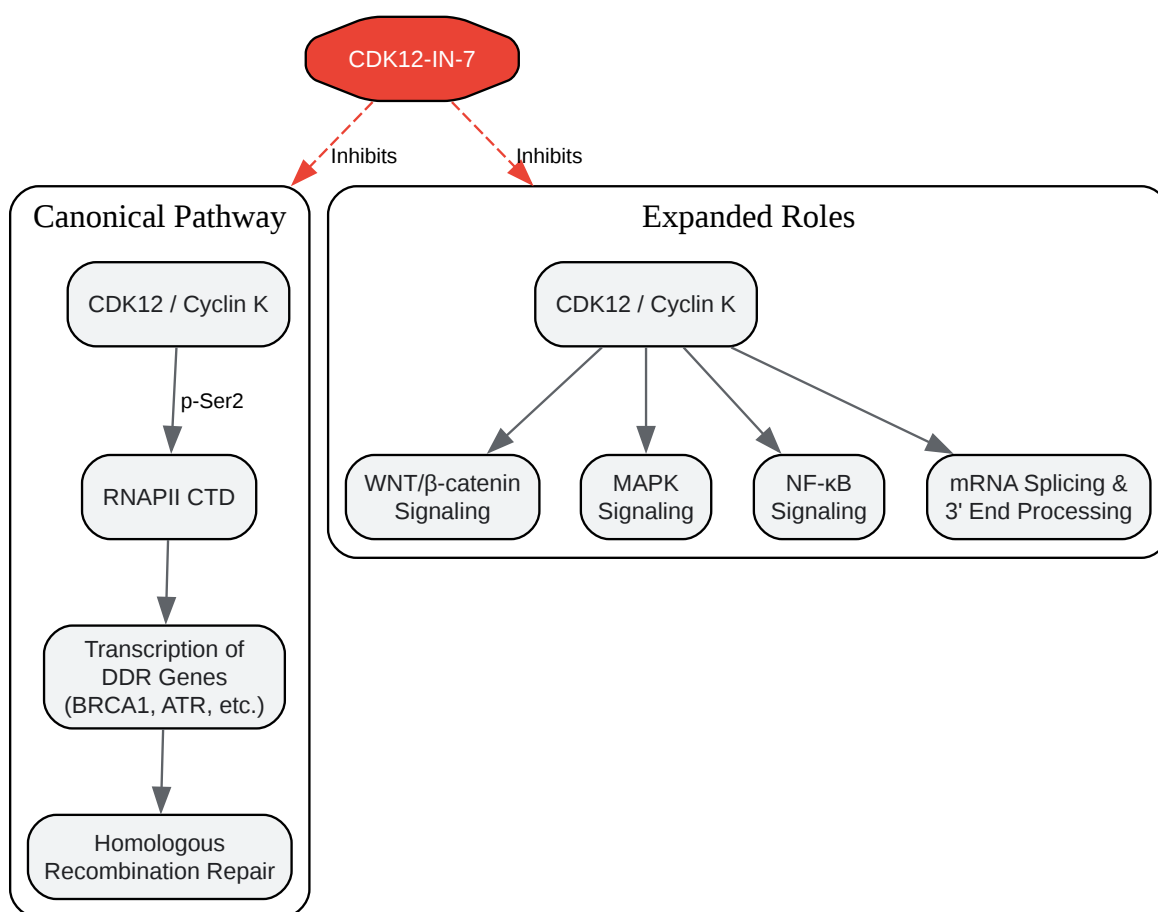 CDK12-IN-7
Inhibits
Inhibits
Canonical Pathway
CDK12 / Cyclin K
p-Ser2
RNAPII CTD
Transcription of
DDR Genes
(BRCA1, ATR, etc.)
Homologous
Recombination Repair
Expanded Roles
CDK12 / Cyclin K
WNT/β-catenin
Signaling
MAPK
Signaling
NF-κB
Signaling
mRNA Splicing &
3' End Processing